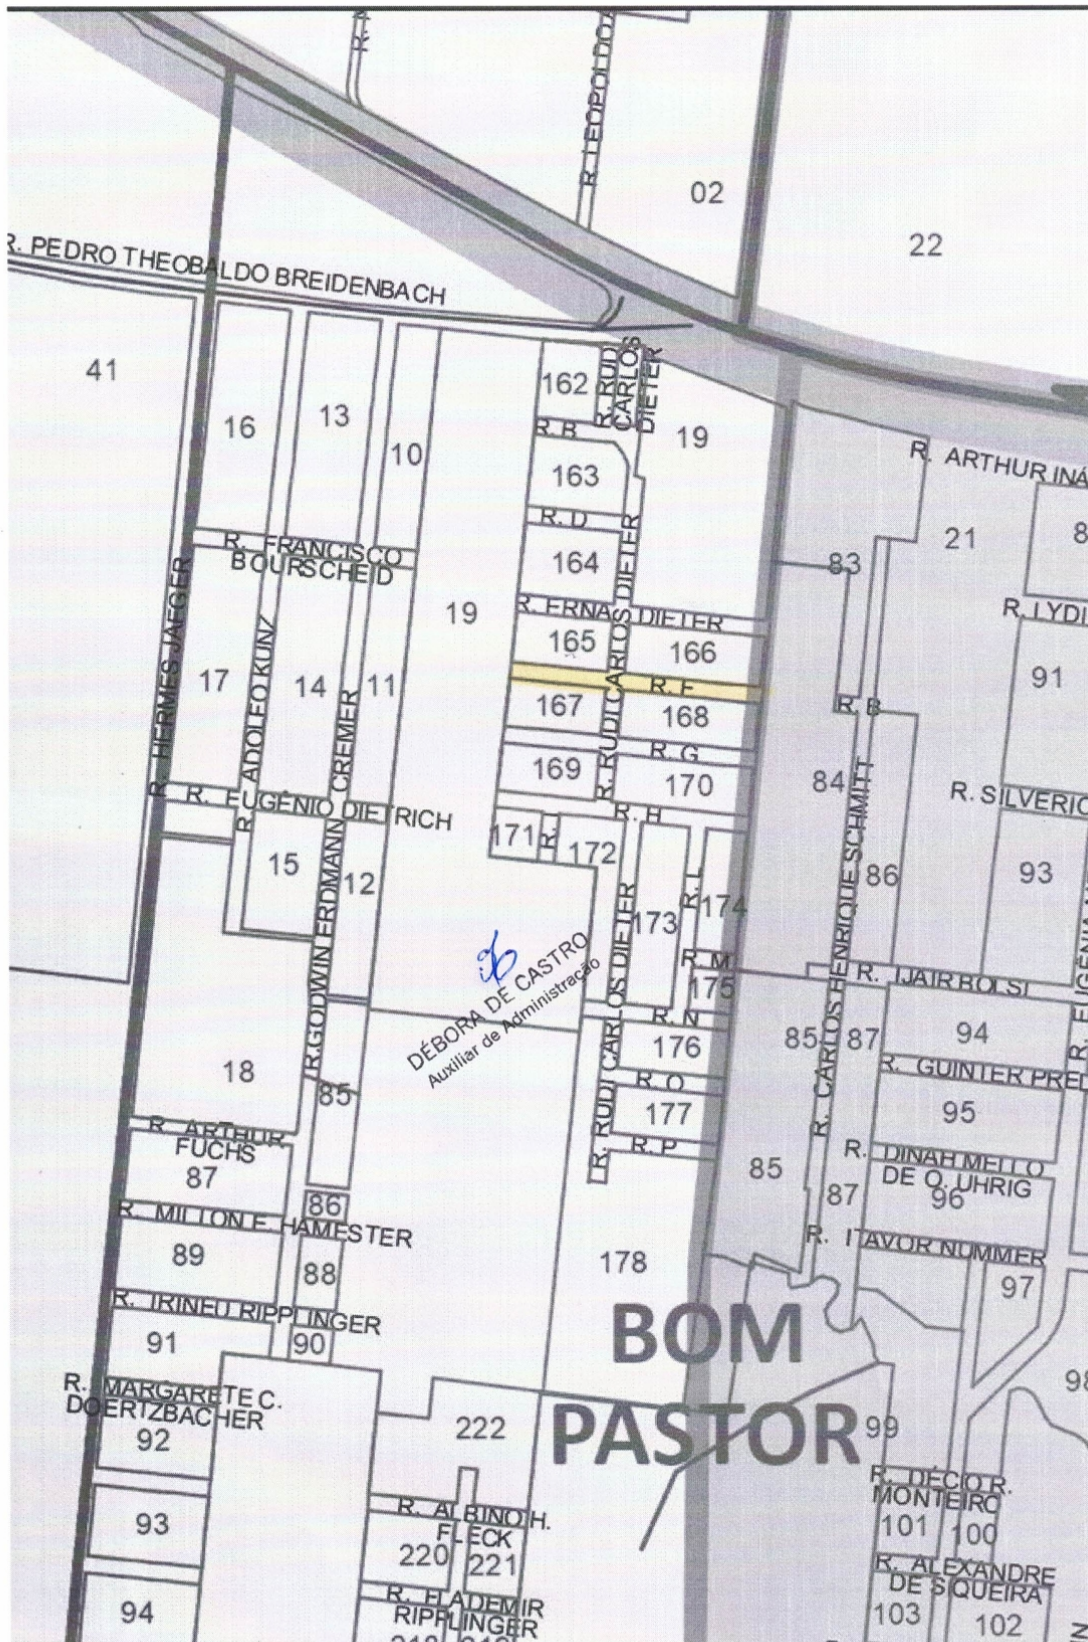 R. LEOPOLDO
02
22
R. PEDRO THEOBALDO BREIDENBACH
41
16
13
10
162
R. RUDI
CARLOS
DIETER
19
R. B
163
R. ARTHUR INÁ
21
8
R. D
164
83
R. FRANCISCO
BOURSCHEID
19
R. ERNA DIETER
R. LYDI
165
166
91
R. HERMES JAEGER
17
R. ADOLFO KUNZ
14
11
R. F
167
168
R. B
R. RUDI CARLOS DIETER
R. G
169
170
84
R. SILVERIO
R. EUGÊNIO DIETRICH
R. H
171
R. I
172
15
12
R. GODWIN ERDMANN CREMER
86
93
R. CARLOS HENRIQUE SCHMITT
R. L
173
174
DÉBORA DE CASTRO
Auxiliar de Administração
R. M
175
R. IJAIR BOLSI
R. N
176
85
87
94
R. RUDI CARLOS DIETER
18
85
R. O
177
R. GUINTER PREL
95
R. ARTHUR
FUCHS
87
R. P
85
87
R. DINAH MELLO
DE O. UHRIG
96
86
R. MILTON E. HAMESTER
89
88
178
R. ITAVOR NUMMER
97
R. IRINEU RIPPLINGER
91
90
BOM
PASTOR
98
R. MARGARETE C.
DOERTZBACHER
92
222
99
R. DÉCIO R.
MONTEIRO
101
100
93
R. ALBINO H.
FLECK
220
221
R. ALEXANDRE
DE SIQUEIRA
103
102
94
R. FLADEMIR
RIPPLINGER